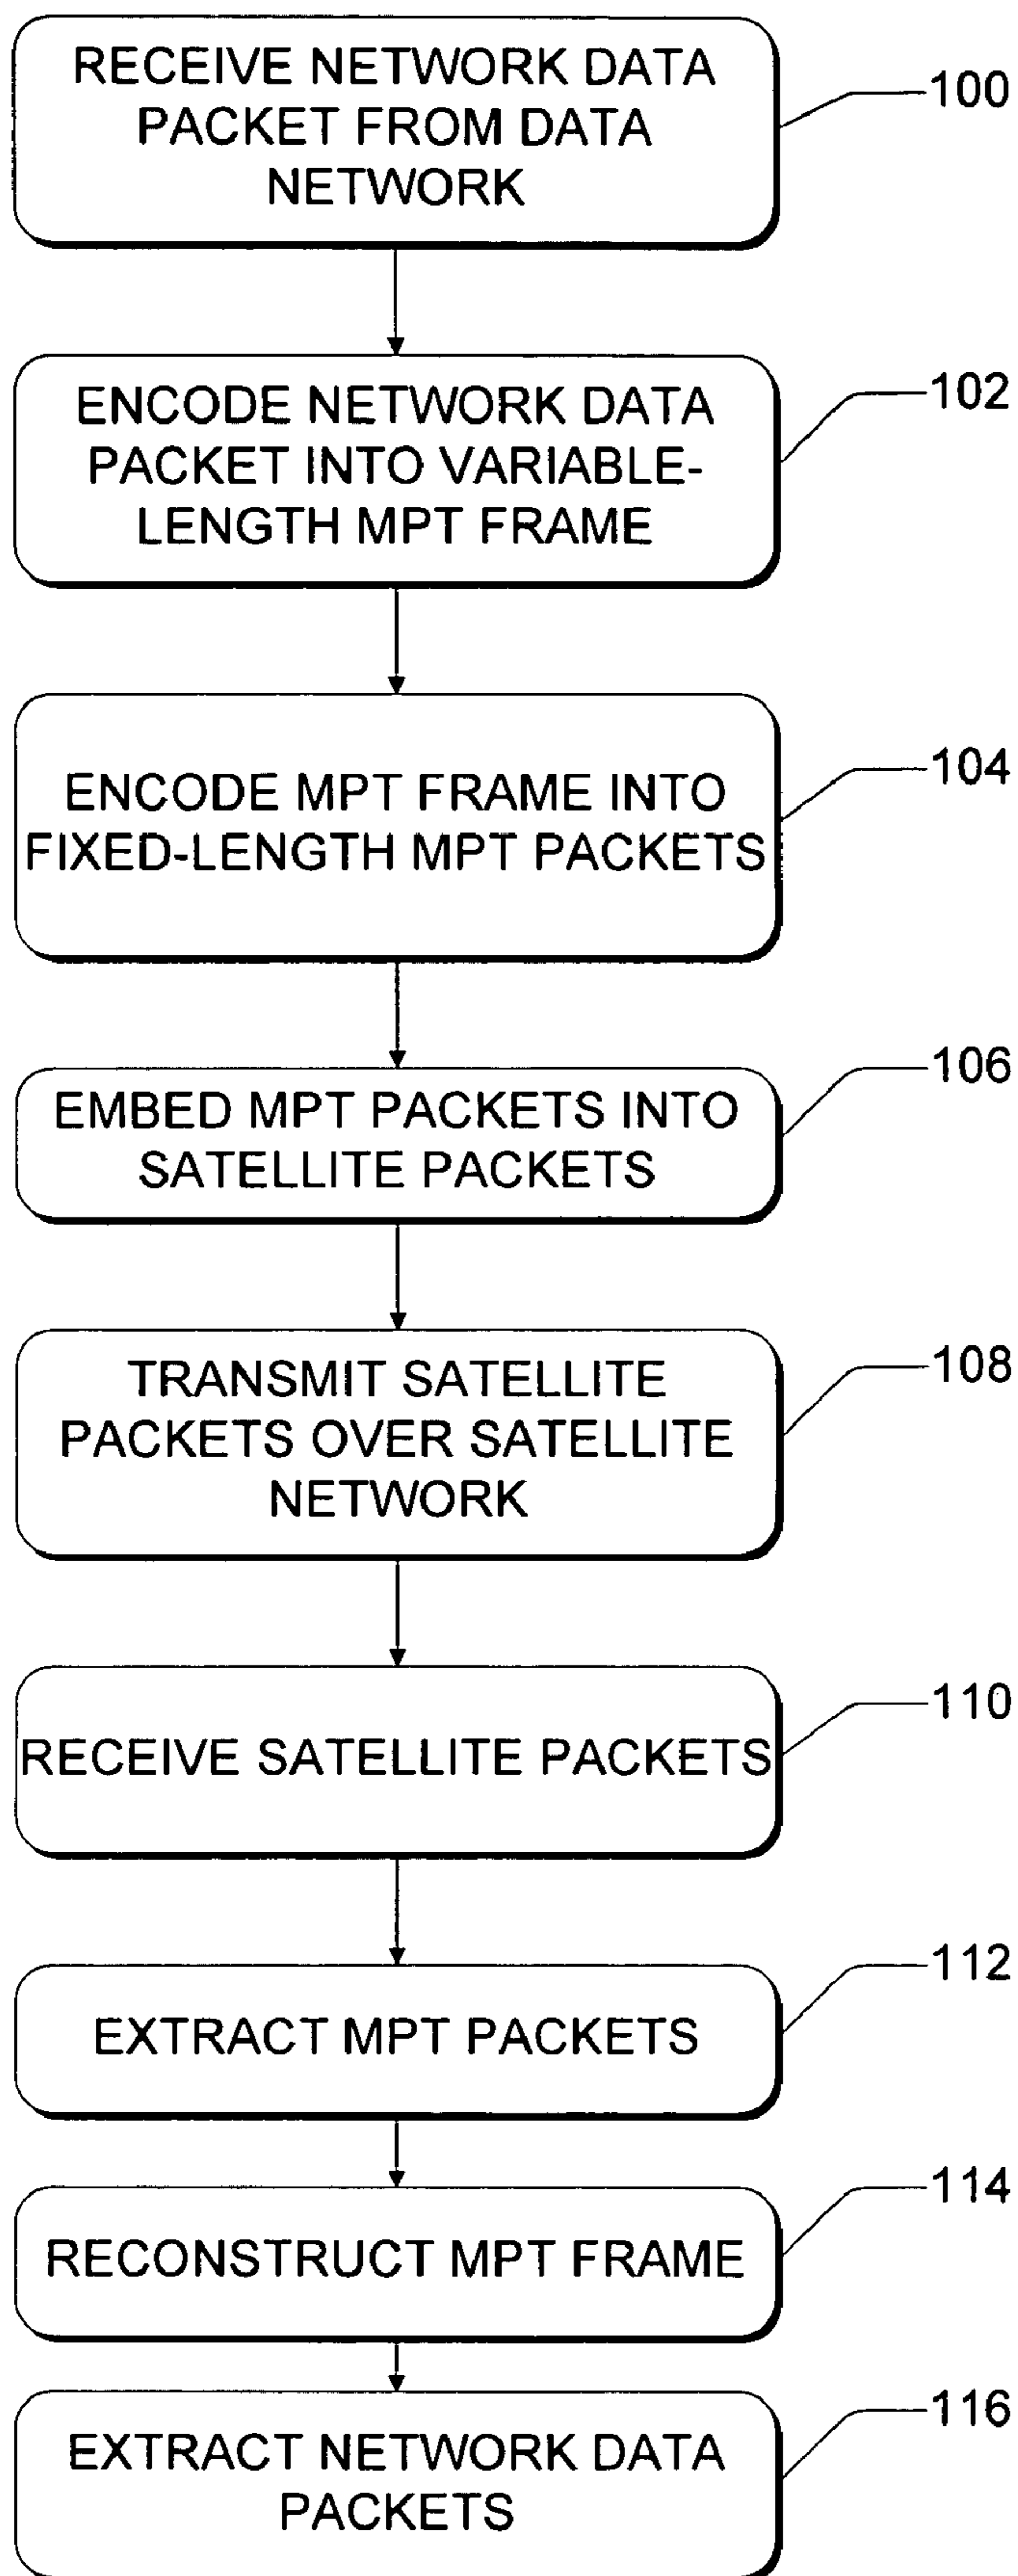 RECEIVE NETWORK DATA
PACKET FROM DATA
NETWORK
100
ENCODE NETWORK DATA
PACKET INTO VARIABLE-
LENGTH MPT FRAME
102
ENCODE MPT FRAME INTO
FIXED-LENGTH MPT PACKETS
104
EMBED MPT PACKETS INTO
SATELLITE PACKETS
106
TRANSMIT SATELLITE
PACKETS OVER SATELLITE
NETWORK
108
RECEIVE SATELLITE PACKETS
110
EXTRACT MPT PACKETS
112
RECONSTRUCT MPT FRAME
114
EXTRACT NETWORK DATA
PACKETS
116